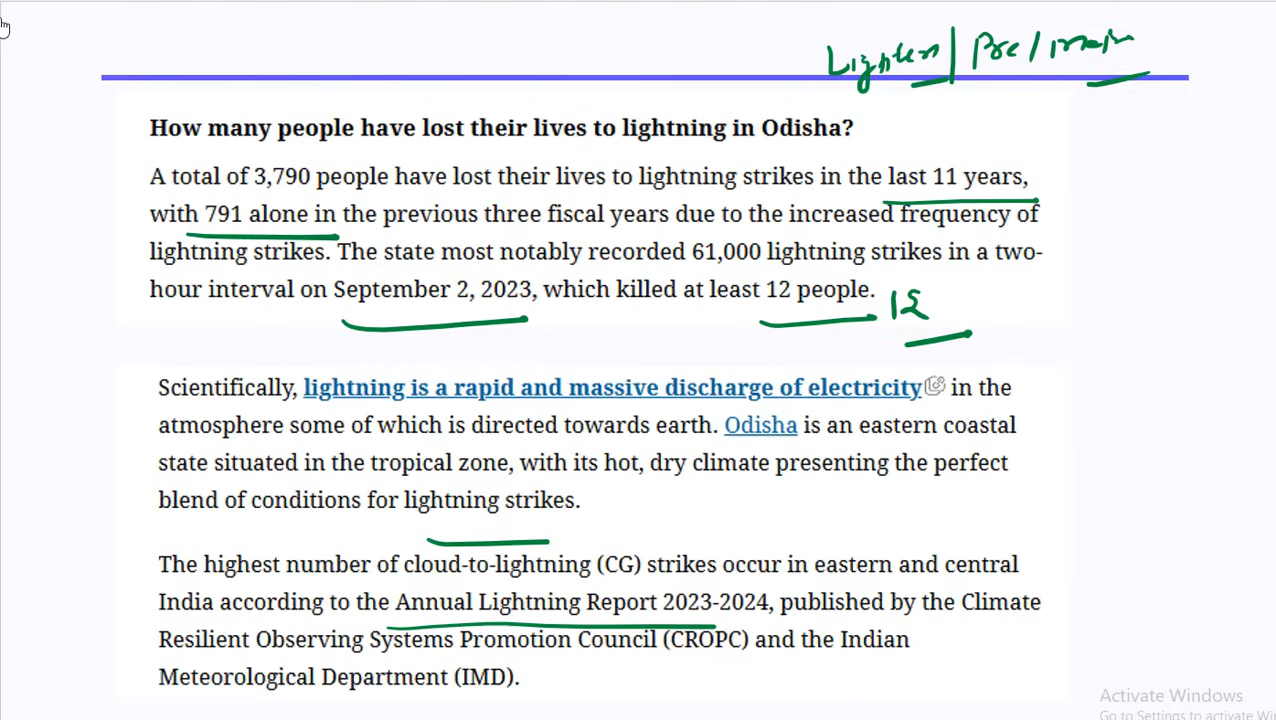 Lighten | Pre /
How many people have lost their lives to lightning in Odisha?
A total of 3,790 people have lost their lives to lightning strikes in the last 11 years,
with 791 alone in the previous three fiscal years due to the increased frequency of
lightning strikes. The state most notably recorded 61,000 lightning strikes in a two-
hour interval on September 2, 2023, which killed at least 12 people.
12
Scientifically, lightning is a rapid and massive discharge of electricity in the
atmosphere some of which is directed towards earth. Odisha is an eastern coastal
state situated in the tropical zone, with its hot, dry climate presenting the perfect
blend of conditions for lightning strikes.
The highest number of cloud-to-lightning (CG) strikes occur in eastern and central
India according to the Annual Lightning Report 2023-2024, published by the Climate
Resilient Observing Systems Promotion Council (CROPC) and the Indian
Meteorological Department (IMD).
Activate Windows
Go to Settings to activate Wi